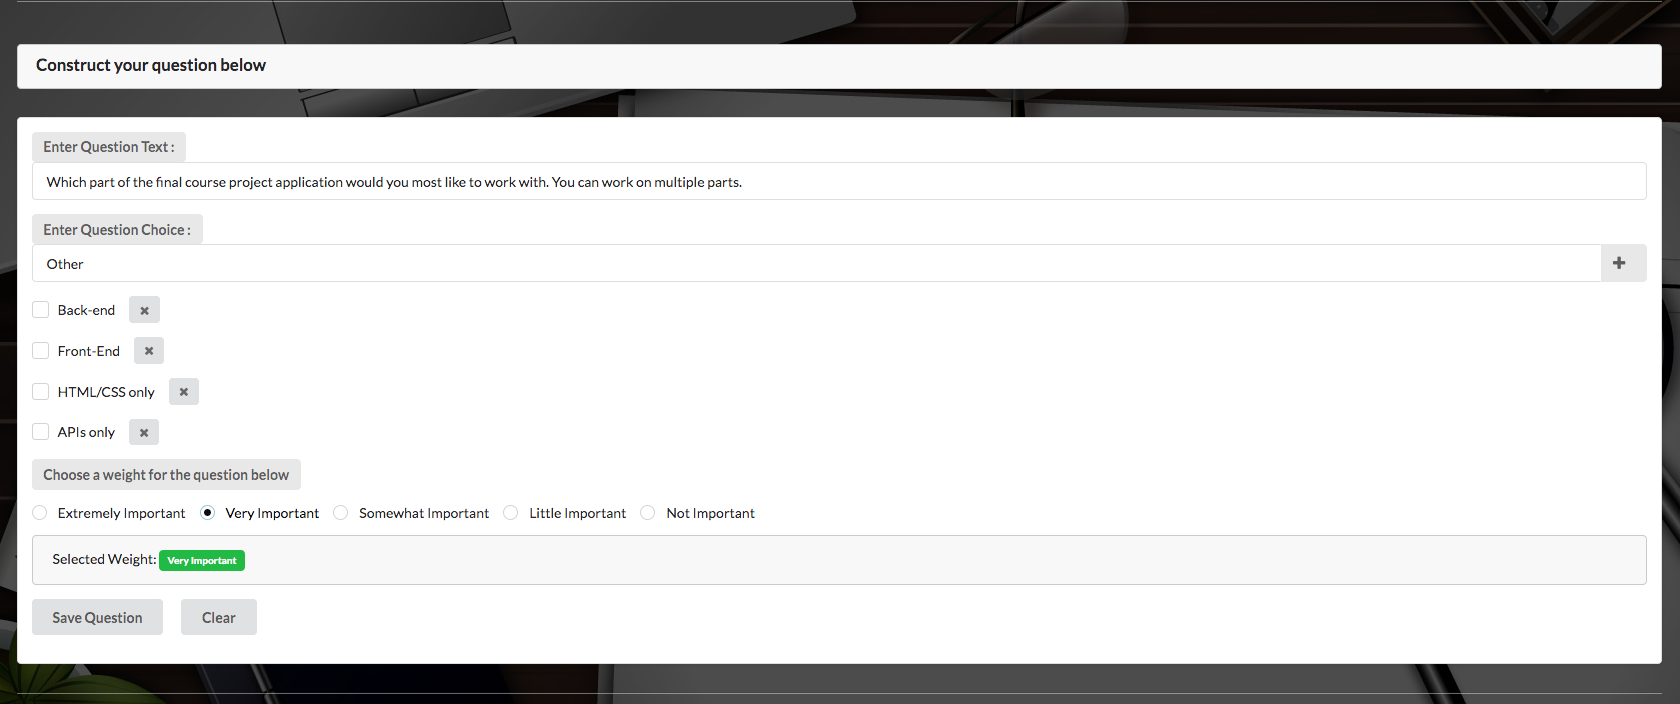 Construct your question below
Enter Question Text :
Which part of the final course project application would you most like to work with. You can work on multiple parts.
Enter Question Choice :
Other
Back-end
Front-End
HTML/CSS only
APIs only
Choose a weight for the question below
Extremely Important Very Important Somewhat Important Little Important Not Important
Selected Weight: Very Important
Save Question Clear